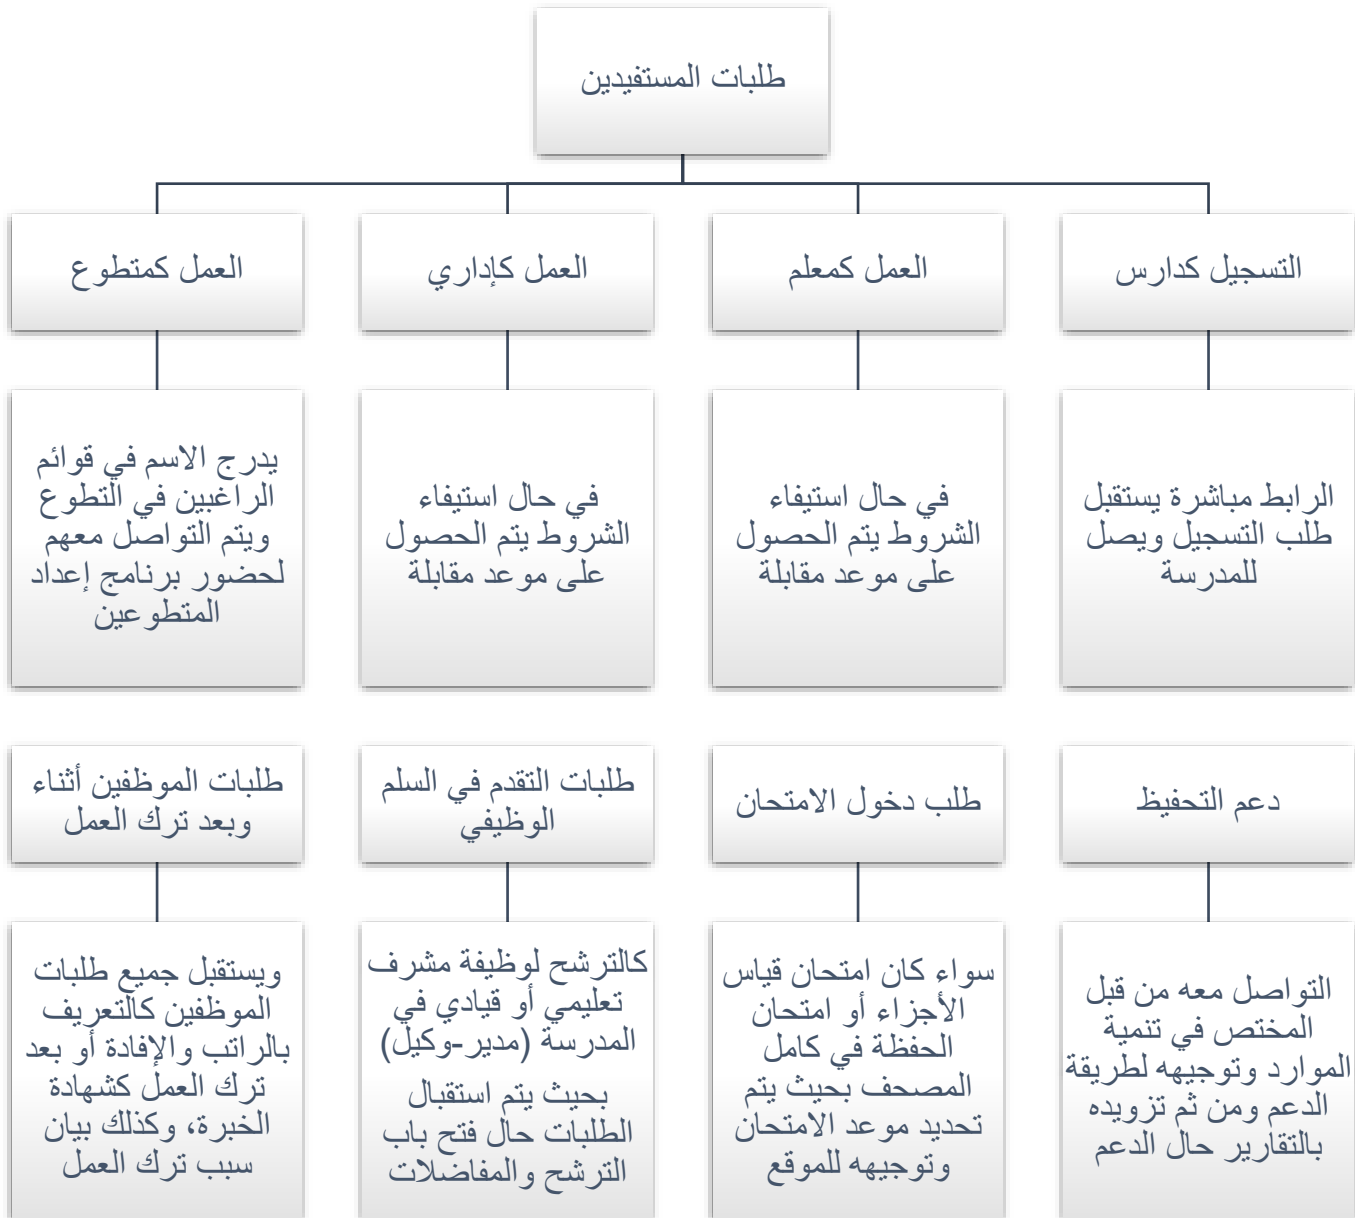 طلبات المستفيدين
التسجيل كدارس
العمل كمعلم
العمل كإداري
العمل كمتطوع
الرابط مباشرة يستقبل
طلب التسجيل ويصل
للمدرسة
في حال استيفاء
الشروط يتم الحصول
على موعد مقابلة
في حال استيفاء
الشروط يتم الحصول
على موعد مقابلة
يدرج الاسم في قوائم
الراغبين في التطوع
ويتم التواصل معهم
لحضور برنامج إعداد
المتطوعين
دعم التحفيظ
طلب دخول الامتحان
طلبات التقدم في السلم
الوظيفي
طلبات الموظفين أثناء
وبعد ترك العمل
التواصل معه من قبل
المختص في تنمية
الموارد وتوجيهه لطريقة
الدعم ومن ثم تزويده
بالتقارير حال الدعم
سواء كان امتحان قياس
الأجزاء أو امتحان
الحفظة في كامل
المصحف بحيث يتم
تحديد موعد الامتحان
وتوجيهه للموقع
كالترشح لوظيفة مشرف
تعليمي أو قيادي في
المدرسة (مدير-وكيل)
بحيث يتم استقبال
الطلبات حال فتح باب
الترشح والمفاضلات
ويستقبل جميع طلبات
الموظفين كالتعريف
بالراتب والإفادة أو بعد
ترك العمل كشهادة
الخبرة، وكذلك بيان
سبب ترك العمل